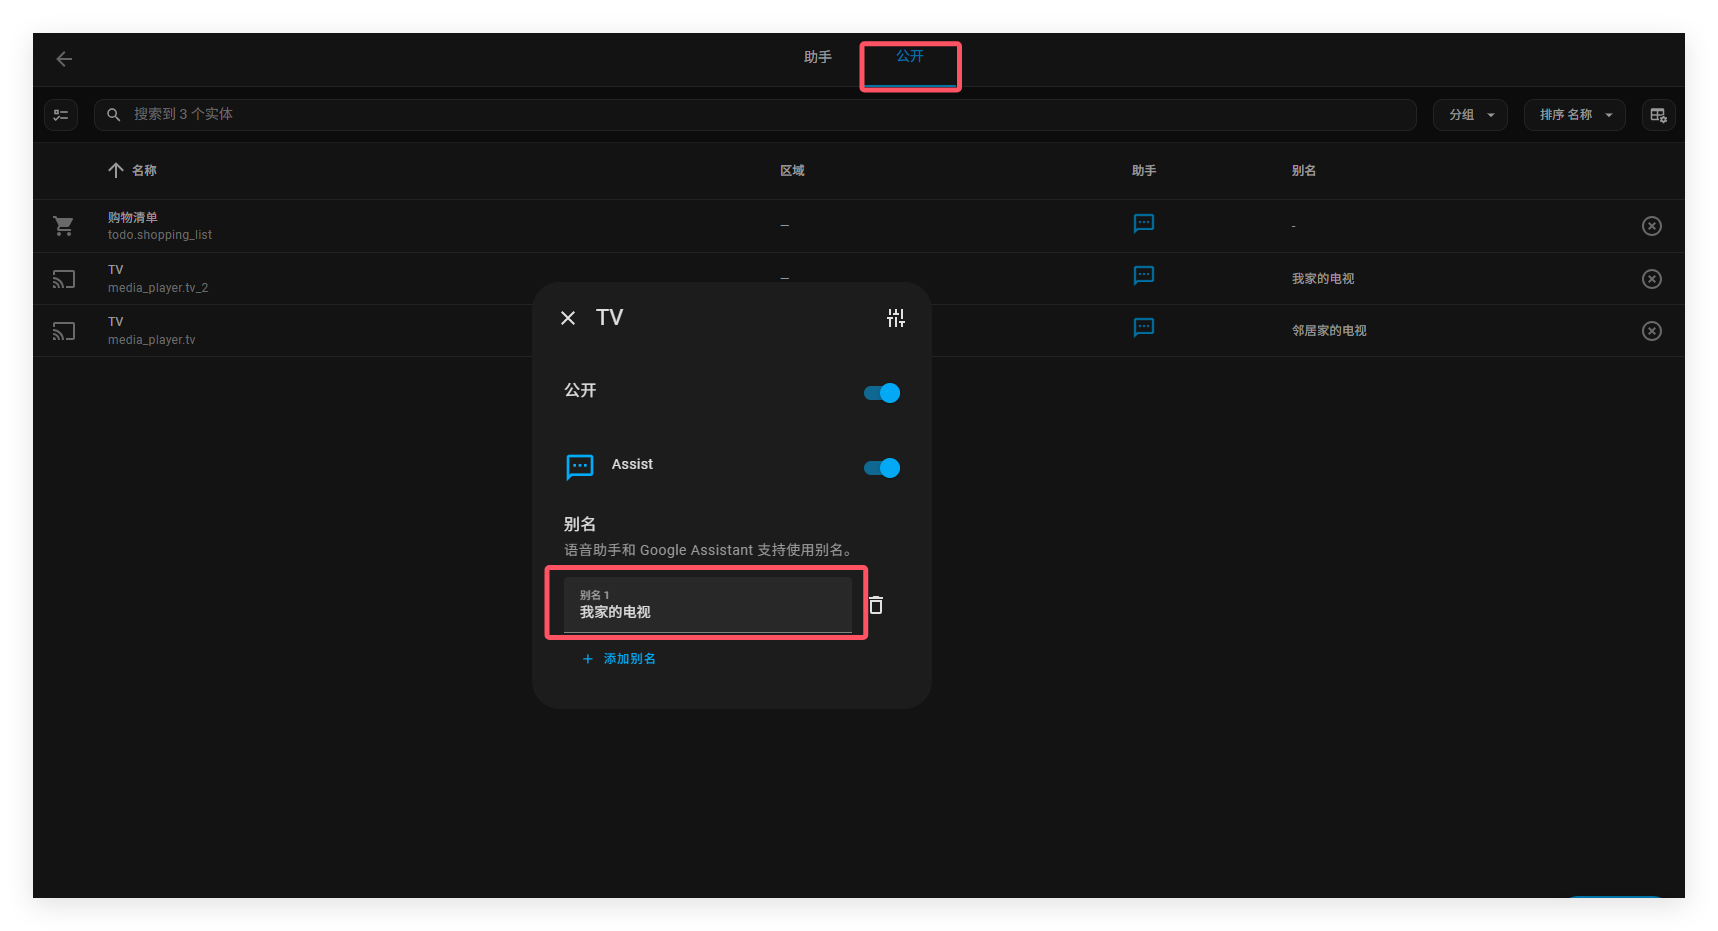 助手
公开
搜索到 3 个实体
分组
排序 名称
名称
区域
助手
别名
购物清单
todo.shopping_list
—
-
TV
media_player.tv_2
—
我家的电视
TV
media_player.tv
邻居家的电视
TV
公开
Assist
别名
语音助手和 Google Assistant 支持使用别名。
别名 1
我家的电视
+ 添加别名